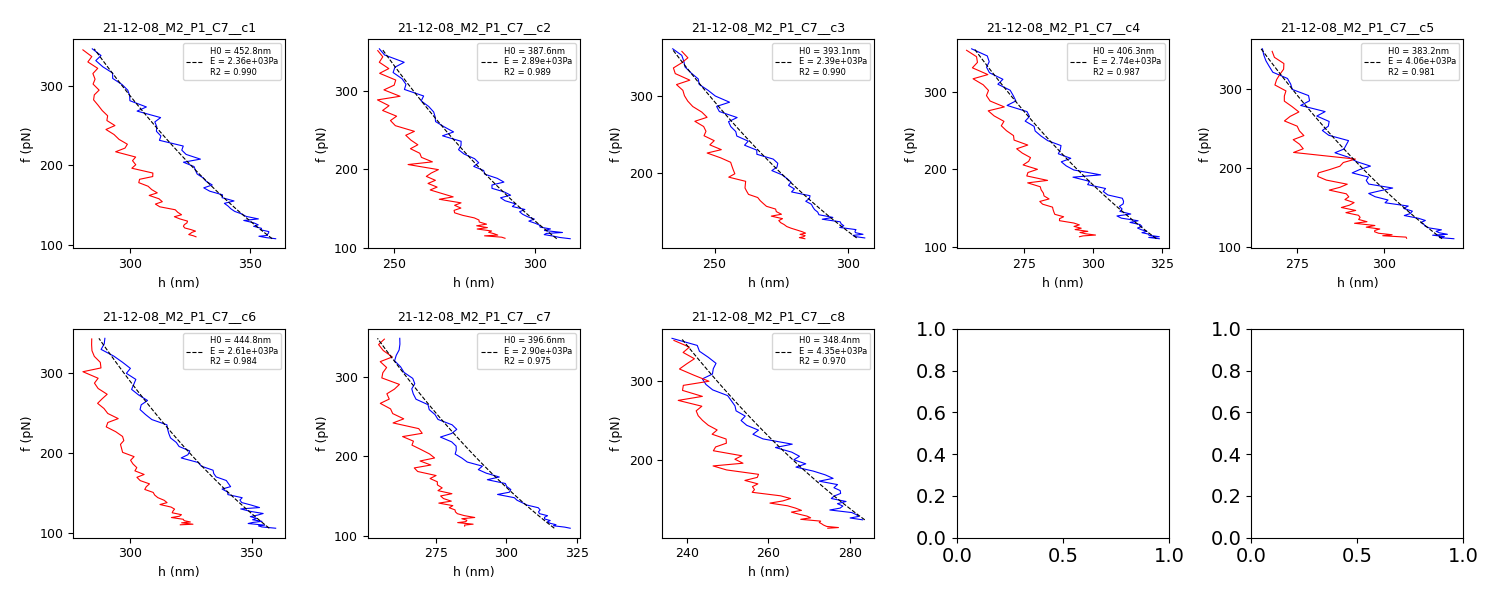 21-12-08_M2_P1_C7__c1
H0 = 452.8nm
E = 2.36e+03Pa
R2 = 0.990
f (pN)
300
200
100
300 350
h (nm)
21-12-08_M2_P1_C7__c2
H0 = 387.6nm
E = 2.89e+03Pa
R2 = 0.989
f (pN)
300
200
100
250 300
h (nm)
21-12-08_M2_P1_C7__c3
H0 = 393.1nm
E = 2.39e+03Pa
R2 = 0.990
f (pN)
300
200
250 300
h (nm)
21-12-08_M2_P1_C7__c4
H0 = 406.3nm
E = 2.74e+03Pa
R2 = 0.987
f (pN)
300
200
100
275 300 325
h (nm)
21-12-08_M2_P1_C7__c5
H0 = 383.2nm
E = 4.06e+03Pa
R2 = 0.981
f (pN)
300
200
100
275 300
h (nm)
21-12-08_M2_P1_C7__c6
H0 = 444.8nm
E = 2.61e+03Pa
R2 = 0.984
f (pN)
300
200
100
300 350
h (nm)
21-12-08_M2_P1_C7__c7
H0 = 396.6nm
E = 2.90e+03Pa
R2 = 0.975
f (pN)
300
200
100
275 300 325
h (nm)
21-12-08_M2_P1_C7__c8
H0 = 348.4nm
E = 4.35e+03Pa
R2 = 0.970
f (pN)
300
200
240 260 280
h (nm)
1.0
0.8
0.6
0.4
0.2
0.0
0.0 0.5 1.0
1.0
0.8
0.6
0.4
0.2
0.0
0.0 0.5 1.0